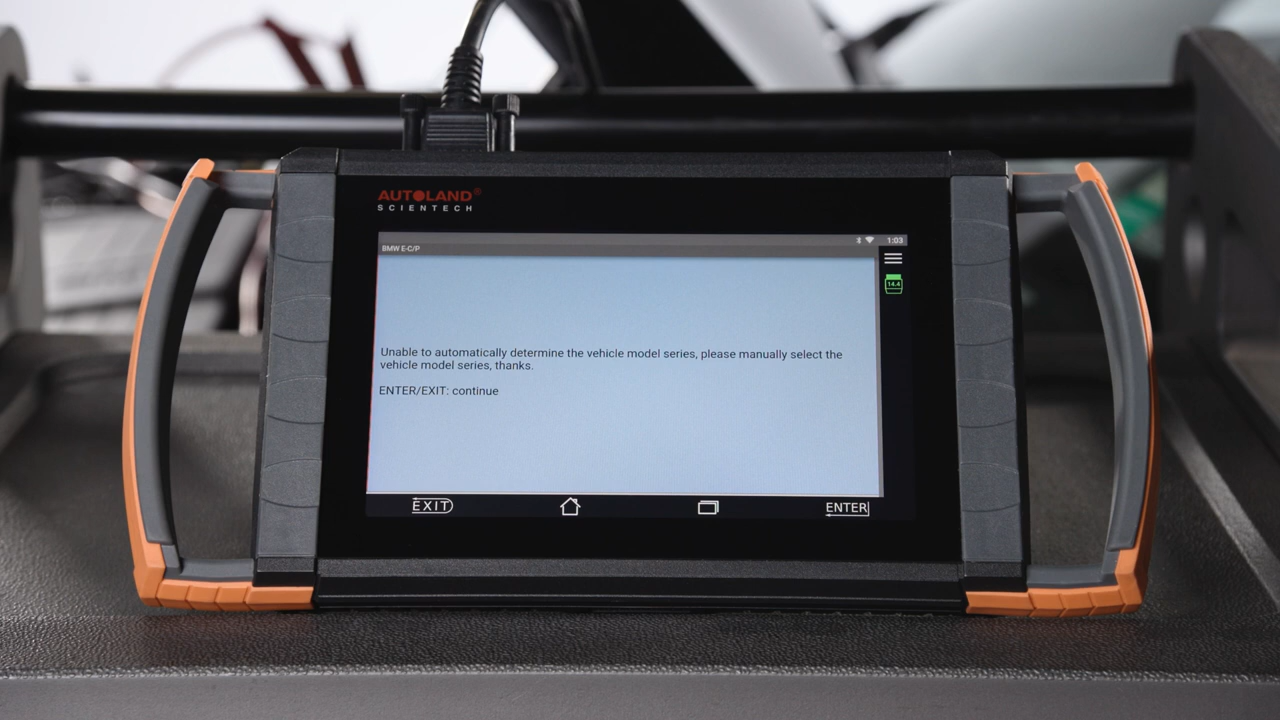 AUTOLAND®
SCIENTECH
1:03
BMW E-C/P
14.4
Unable to automatically determine the vehicle model series, please manually select the
vehicle model series, thanks.
ENTER/EXIT: continue
EXIT
ENTER